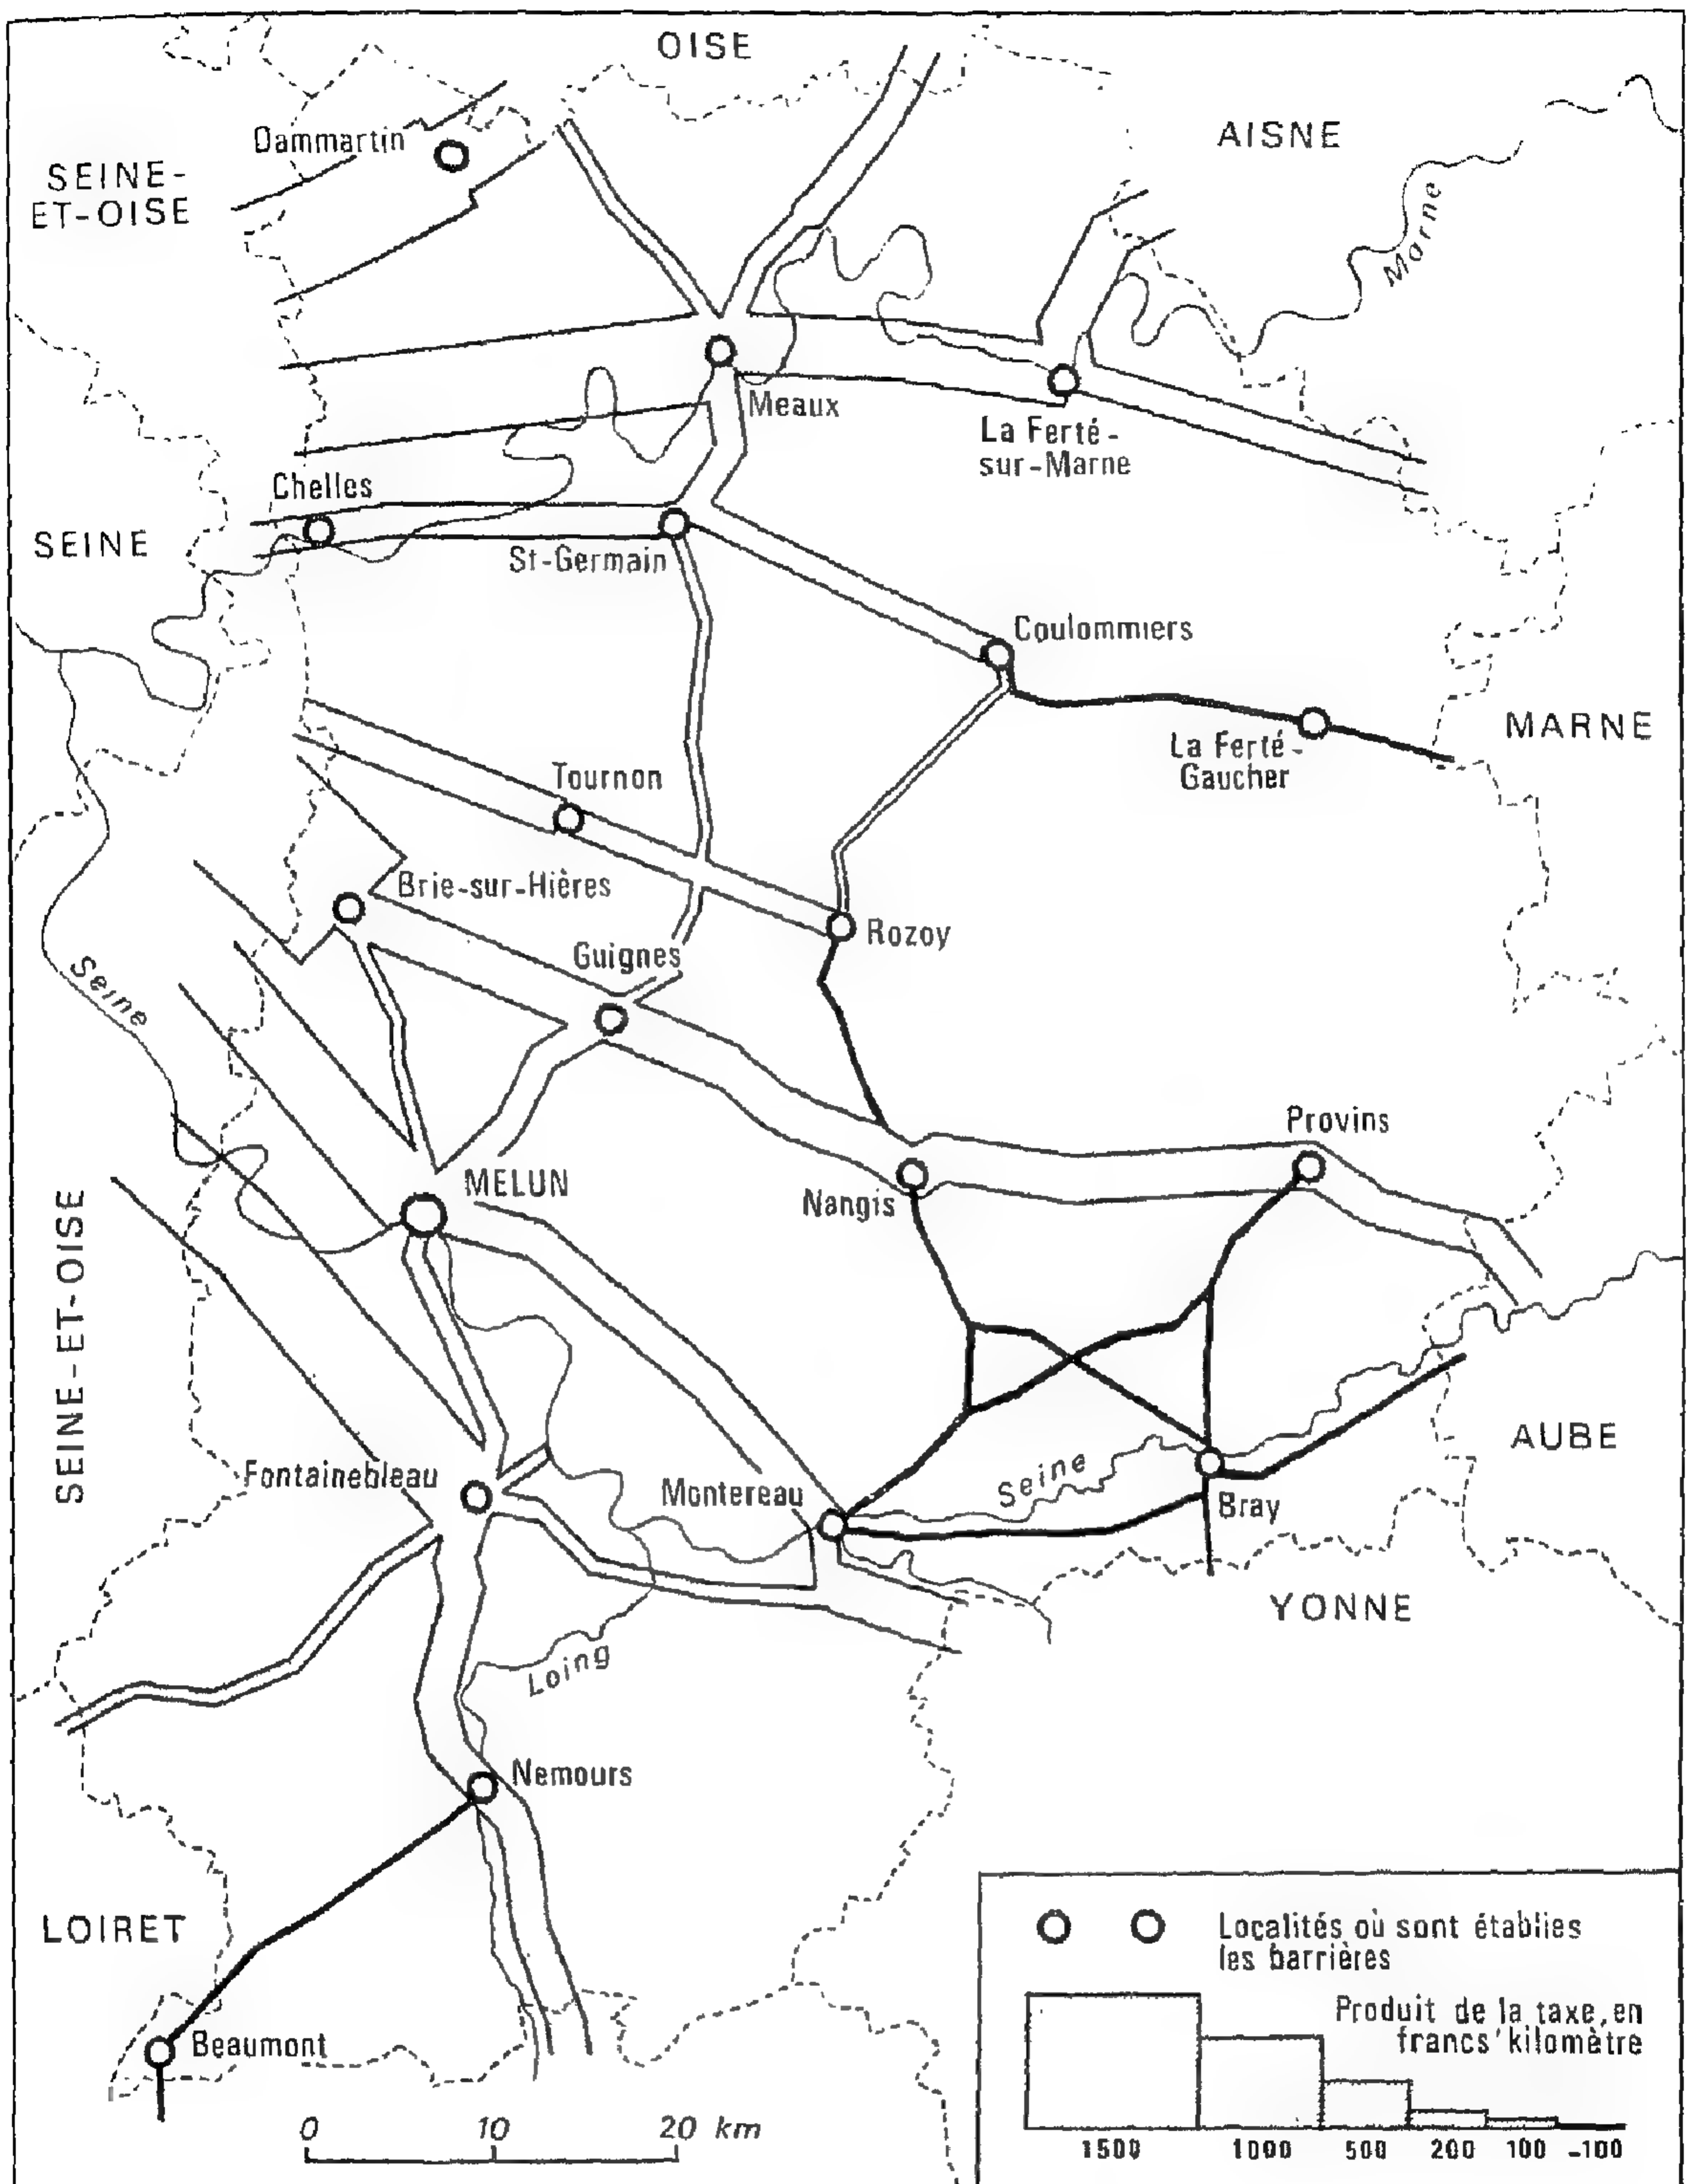 OISE
Dammartin
AISNE
SEINE-
ET-OISE
Marne
Meaux
La Ferté-
sur-Marne
Chelles
SEINE
St-Germain
Coulommiers
MARNE
La Ferté-
Gaucher
Tournon
Brie-sur-Hières
Rozoy
Guignes
Seine
Provins
MELUN
Nangis
SEINE-ET-OISE
AUBE
Fontainebleau
Montereau
Seine
Bray
YONNE
Loing
Nemours
LOIRET
Localités où sont établies
les barrières
Produit de la taxe, en
francs'kilomètre
Beaumont
0 10 20 km
1500 1000 500 200 100 -100